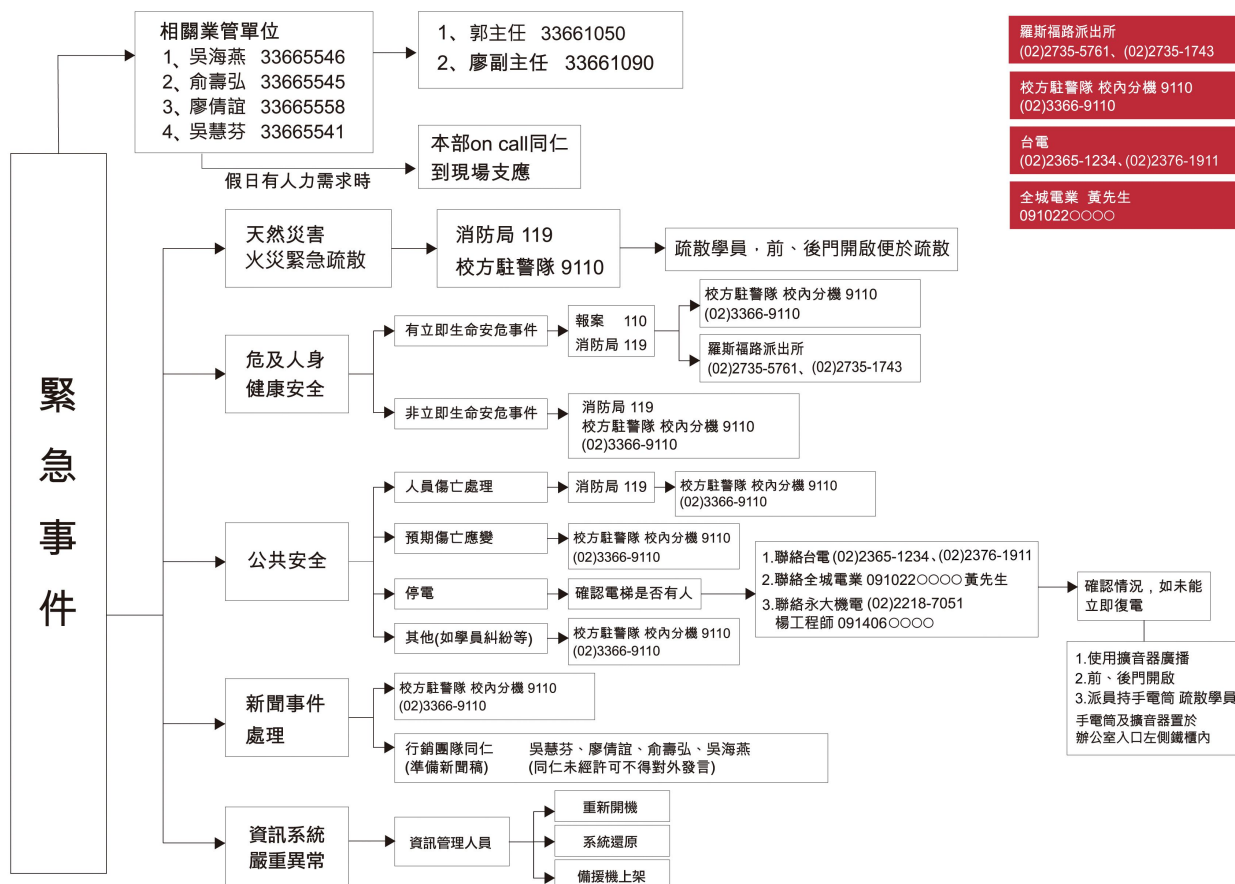 緊急事件
相關業管單位
1、吳海燕 33665546
2、俞壽弘 33665545
3、廖倩誼 33665558
4、吳慧芬 33665541
1、郭主任 33661050
2、廖副主任 33661090
假日有人力需求時
本部on call同仁
到現場支應
羅斯福路派出所
(02)2735-5761、(02)2735-1743
校方駐警隊 校內分機 9110
(02)3366-9110
台電
(02)2365-1234、(02)2376-1911
全城電業 黃先生
091022○○○○
天然災害
火災緊急疏散
消防局 119
校方駐警隊 9110
疏散學員，前、後門開啟便於疏散
危及人身
健康安全
有立即生命安危事件
報案 110
消防局 119
校方駐警隊 校內分機 9110
(02)3366-9110
羅斯福路派出所
(02)2735-5761、(02)2735-1743
非立即生命安危事件
消防局 119
校方駐警隊 校內分機 9110
(02)3366-9110
公共安全
人員傷亡處理
消防局 119
校方駐警隊 校內分機 9110
(02)3366-9110
預期傷亡應變
校方駐警隊 校內分機 9110
(02)3366-9110
停電
確認電梯是否有人
1.聯絡台電 (02)2365-1234、(02)2376-1911
2.聯絡全城電業 091022○○○○ 黃先生
3.聯絡永大機電 (02)2218-7051
楊工程師 091406○○○○
確認情況，如未能
立即復電
1.使用擴音器廣播
2.前、後門開啟
3.派員持手電筒 疏散學員
手電筒及擴音器置於
辦公室入口左側鐵櫃內
其他(如學員糾紛等)
校方駐警隊 校內分機 9110
(02)3366-9110
新聞事件
處理
校方駐警隊 校內分機 9110
(02)3366-9110
行銷團隊同仁 吳慧芬、廖倩誼、俞壽弘、吳海燕
(準備新聞稿) (同仁未經許可不得對外發言)
資訊系統
嚴重異常
資訊管理人員
重新開機
系統還原
備援機上架